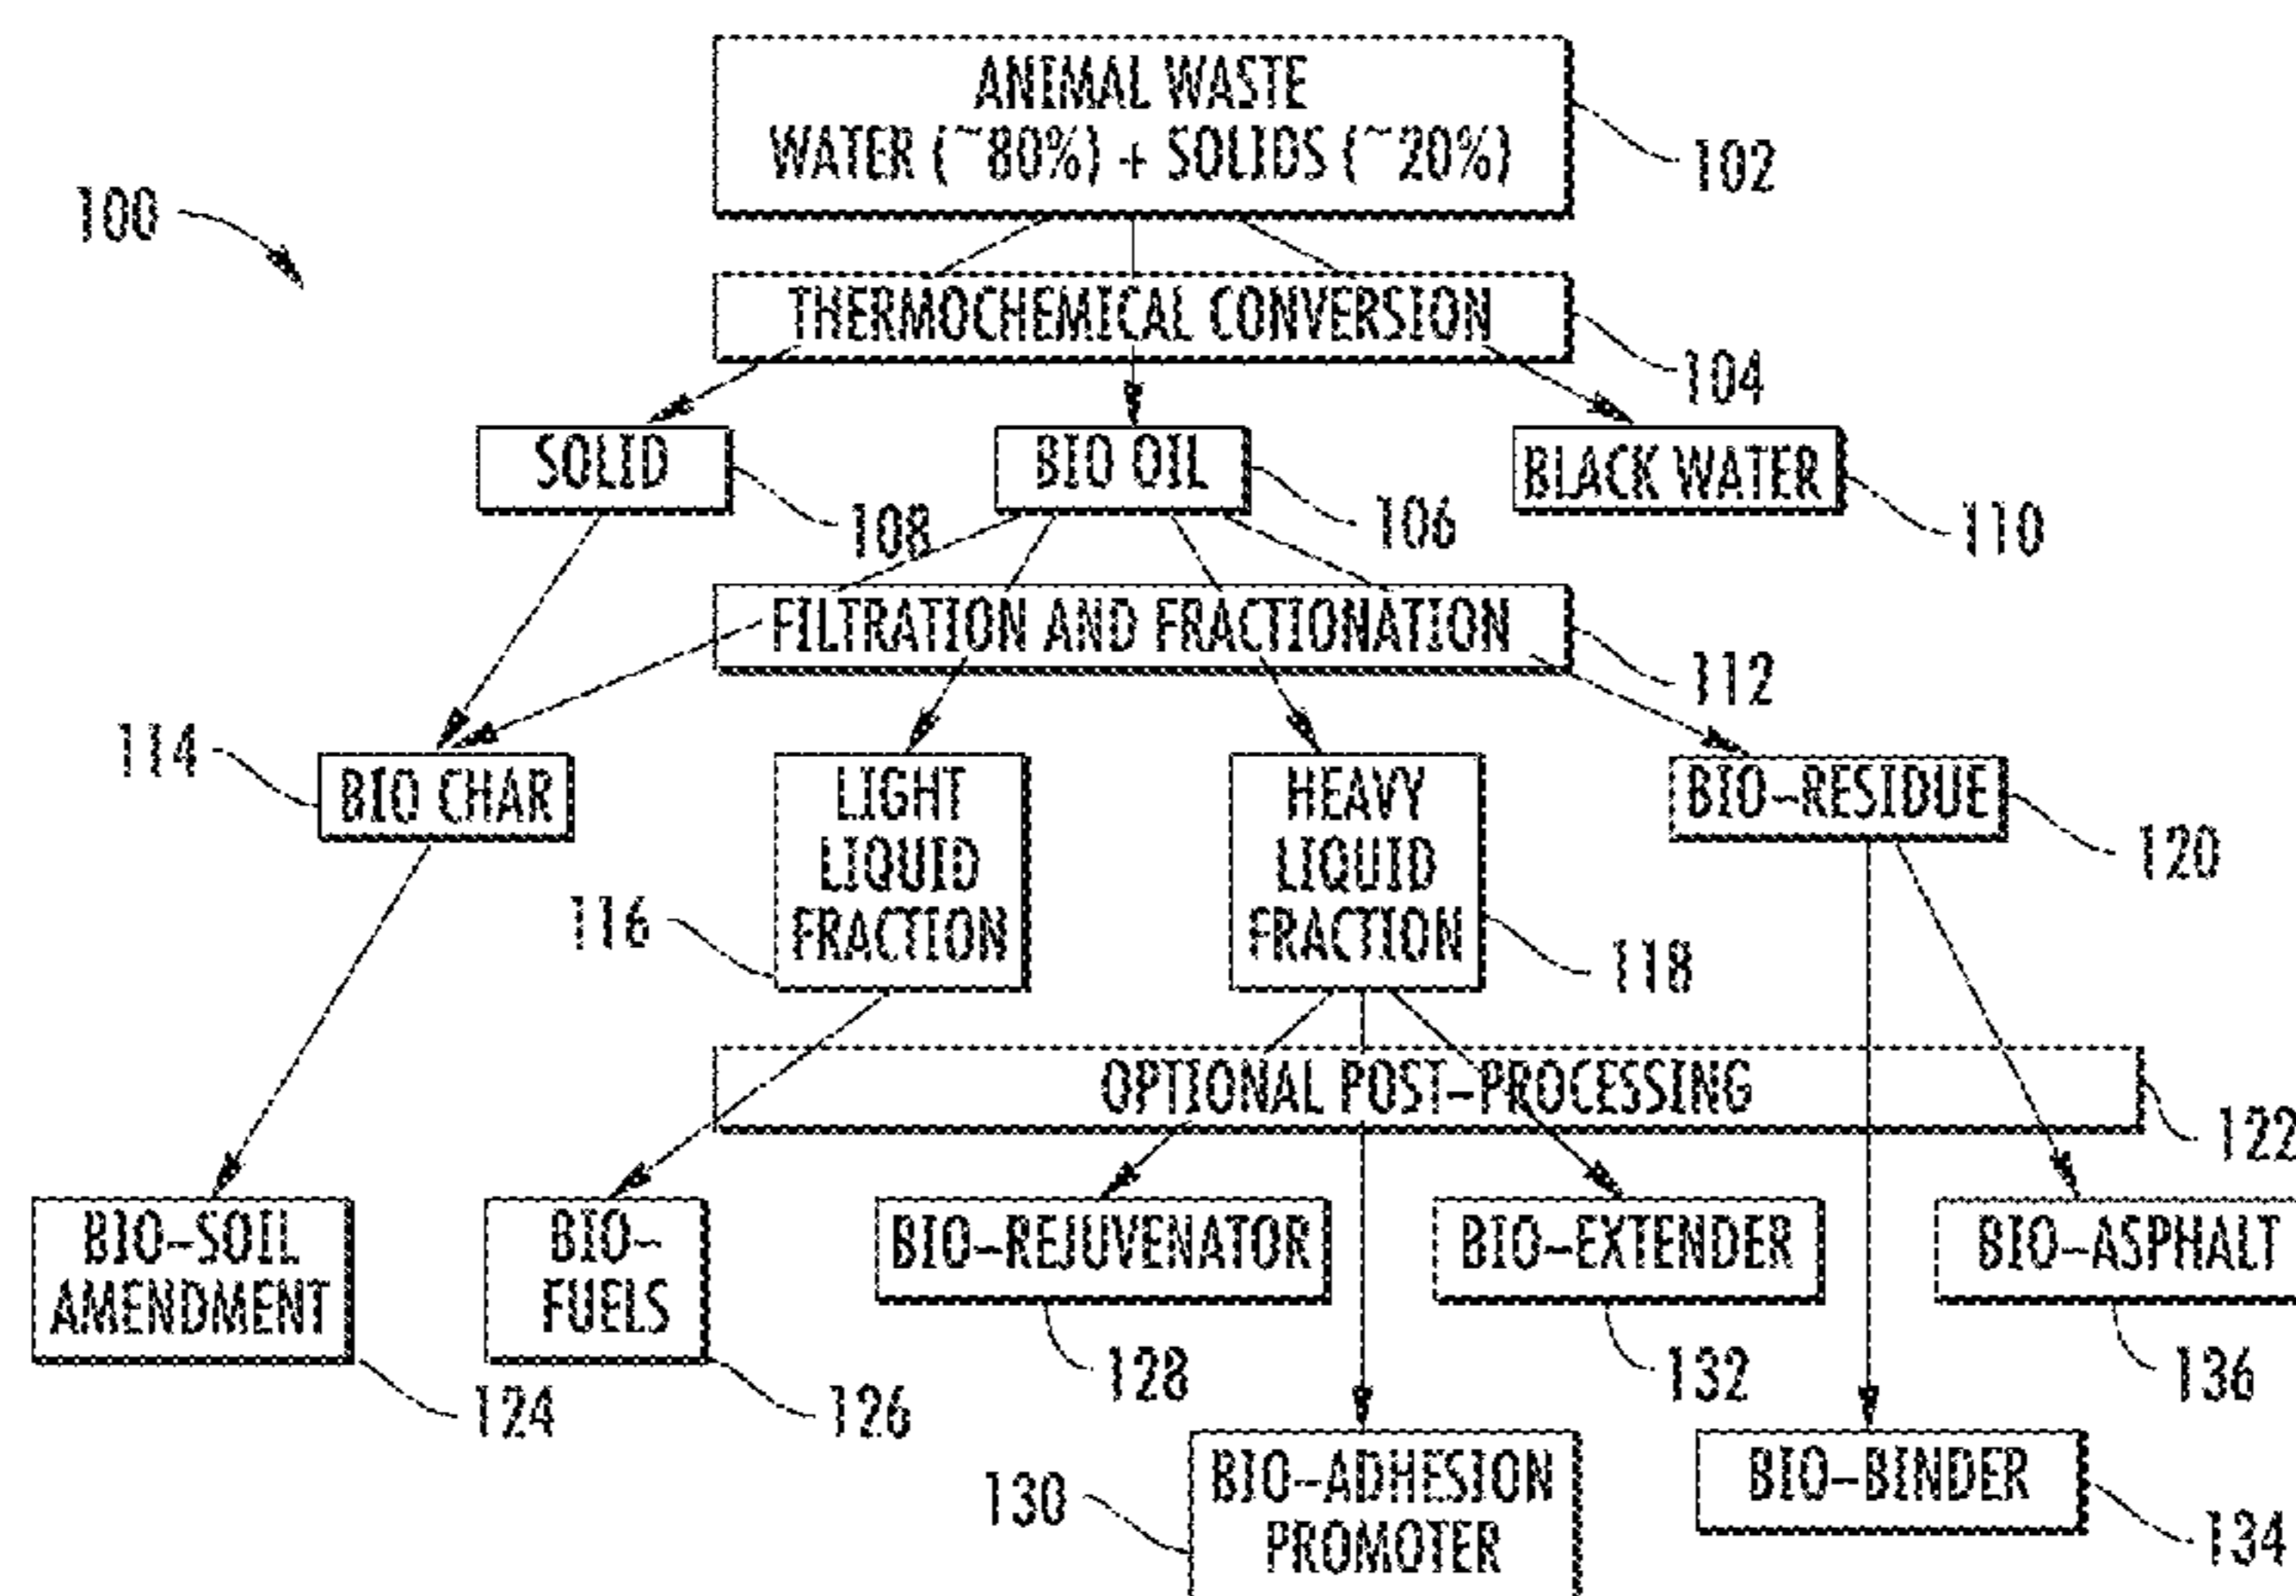 ANIMAL WASTE
WATER (~80%) + SOLIDS (~20%)
102
100
THERMOCHEMICAL CONVERSION
104
SOLID
108
BIO OIL
106
BLACK WATER
110
FILTRATION AND FRACTIONATION
112
114
BIO CHAR
LIGHT
LIQUID
FRACTION
116
HEAVY
LIQUID
FRACTION
118
BIO-RESIDUE
120
OPTIONAL POST-PROCESSING
122
BIO-SOIL
AMENDMENT
124
BIO-
FUELS
126
BIO-REJUVENATOR
128
BIO-EXTENDER
132
BIO-ASPHALT
136
130
BIO-ADHESION
PROMOTER
BIO-BINDER
134